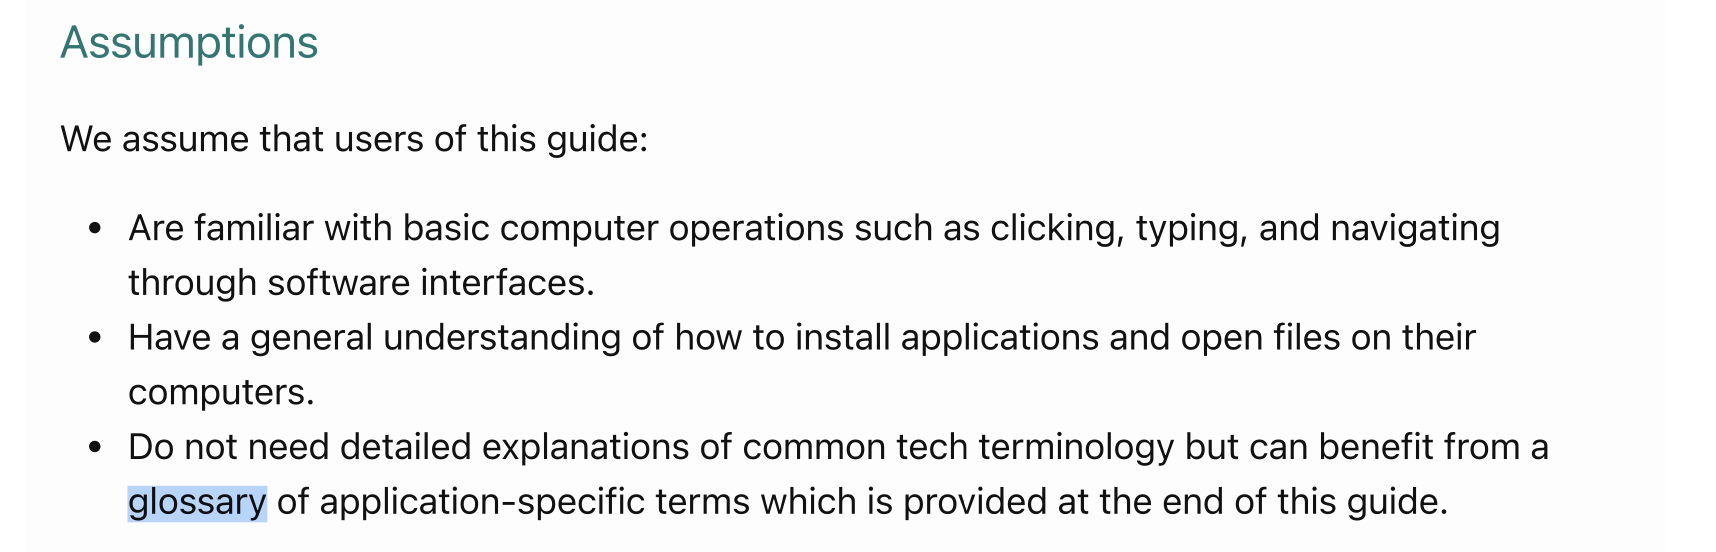 Assumptions
We assume that users of this guide:
• Are familiar with basic computer operations such as clicking, typing, and navigating
through software interfaces.
• Have a general understanding of how to install applications and open files on their
computers.
• Do not need detailed explanations of common tech terminology but can benefit from a
glossary of application-specific terms which is provided at the end of this guide.